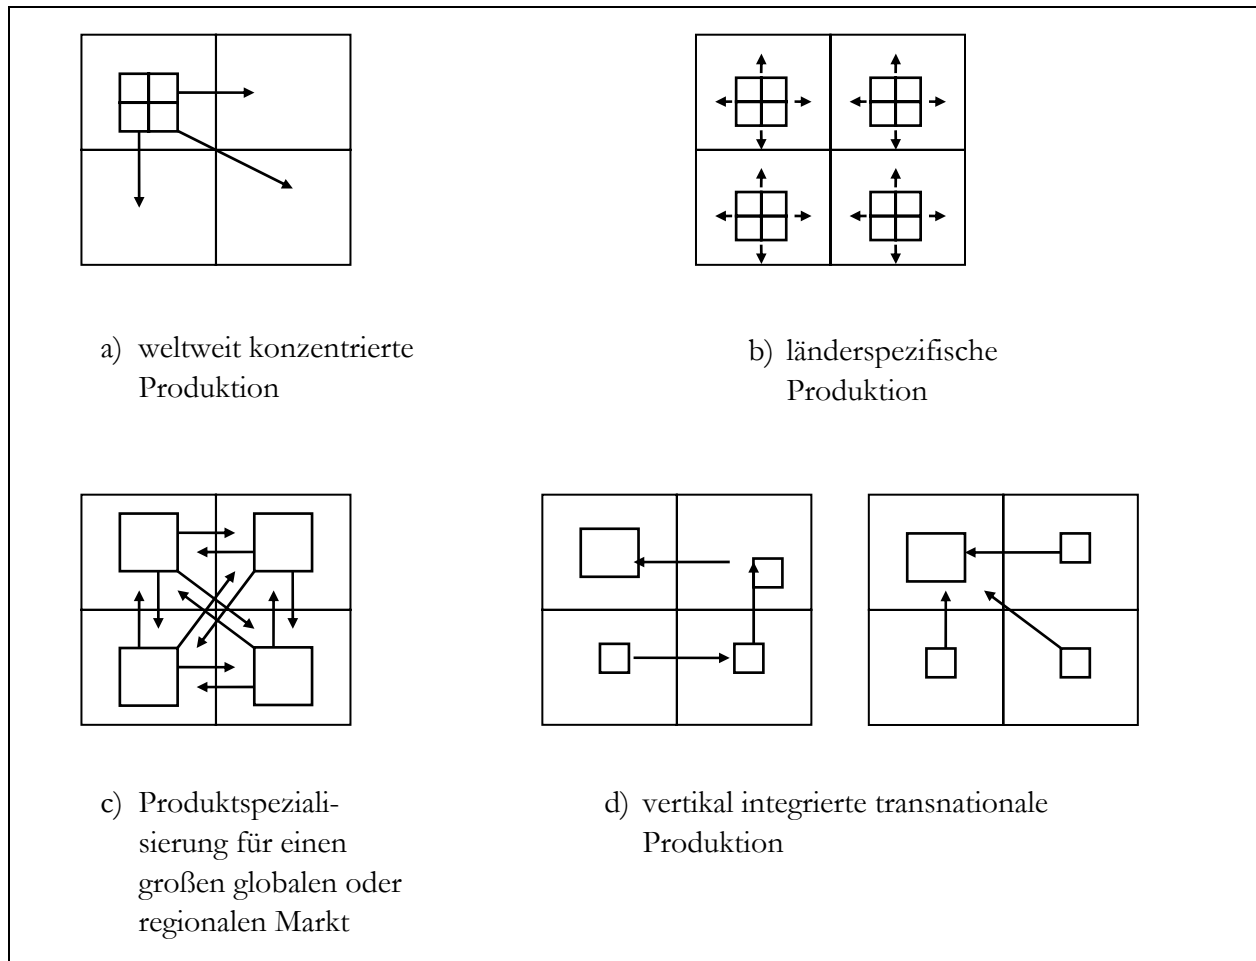 a) weltweit konzentrierte
Produktion
b) länderspezifische
Produktion
c) Produktspeziali-
sierung für einen
großen globalen oder
regionalen Markt
d) vertikal integrierte transnationale
Produktion